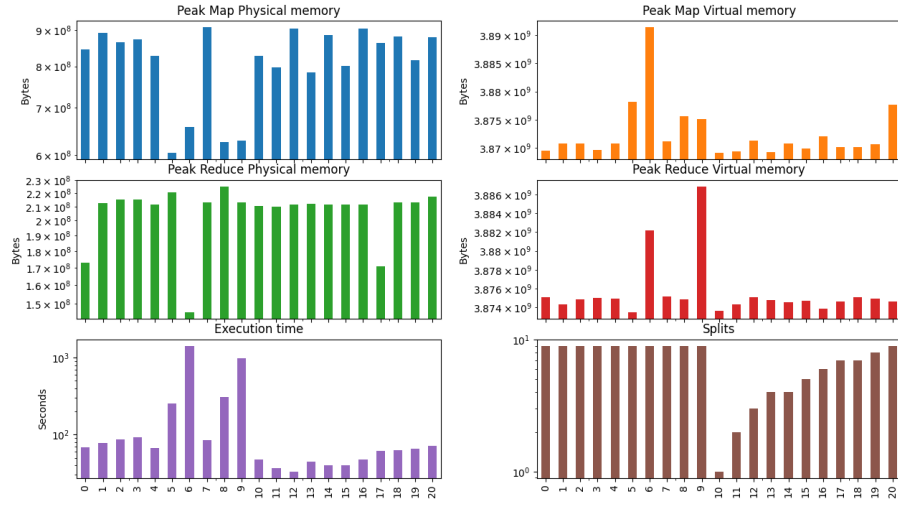 Peak Map Physical memory
Bytes
9 × 10⁸
8 × 10⁸
7 × 10⁸
6 × 10⁸
Peak Map Virtual memory
Bytes
3.89 × 10⁹
3.885 × 10⁹
3.88 × 10⁹
3.875 × 10⁹
3.87 × 10⁹
Peak Reduce Physical memory
Bytes
2.3 × 10⁸
2.2 × 10⁸
2.1 × 10⁸
2 × 10⁸
1.9 × 10⁸
1.8 × 10⁸
1.7 × 10⁸
1.6 × 10⁸
1.5 × 10⁸
Peak Reduce Virtual memory
Bytes
3.886 × 10⁹
3.884 × 10⁹
3.882 × 10⁹
3.88 × 10⁹
3.878 × 10⁹
3.876 × 10⁹
3.874 × 10⁹
Execution time
Seconds
10³
10²
0 1 2 3 4 5 6 7 8 9 10 11 12 13 14 15 16 17 18 19 20
Splits
10¹
10⁰
0 1 2 3 4 5 6 7 8 9 10 11 12 13 14 15 16 17 18 19 20